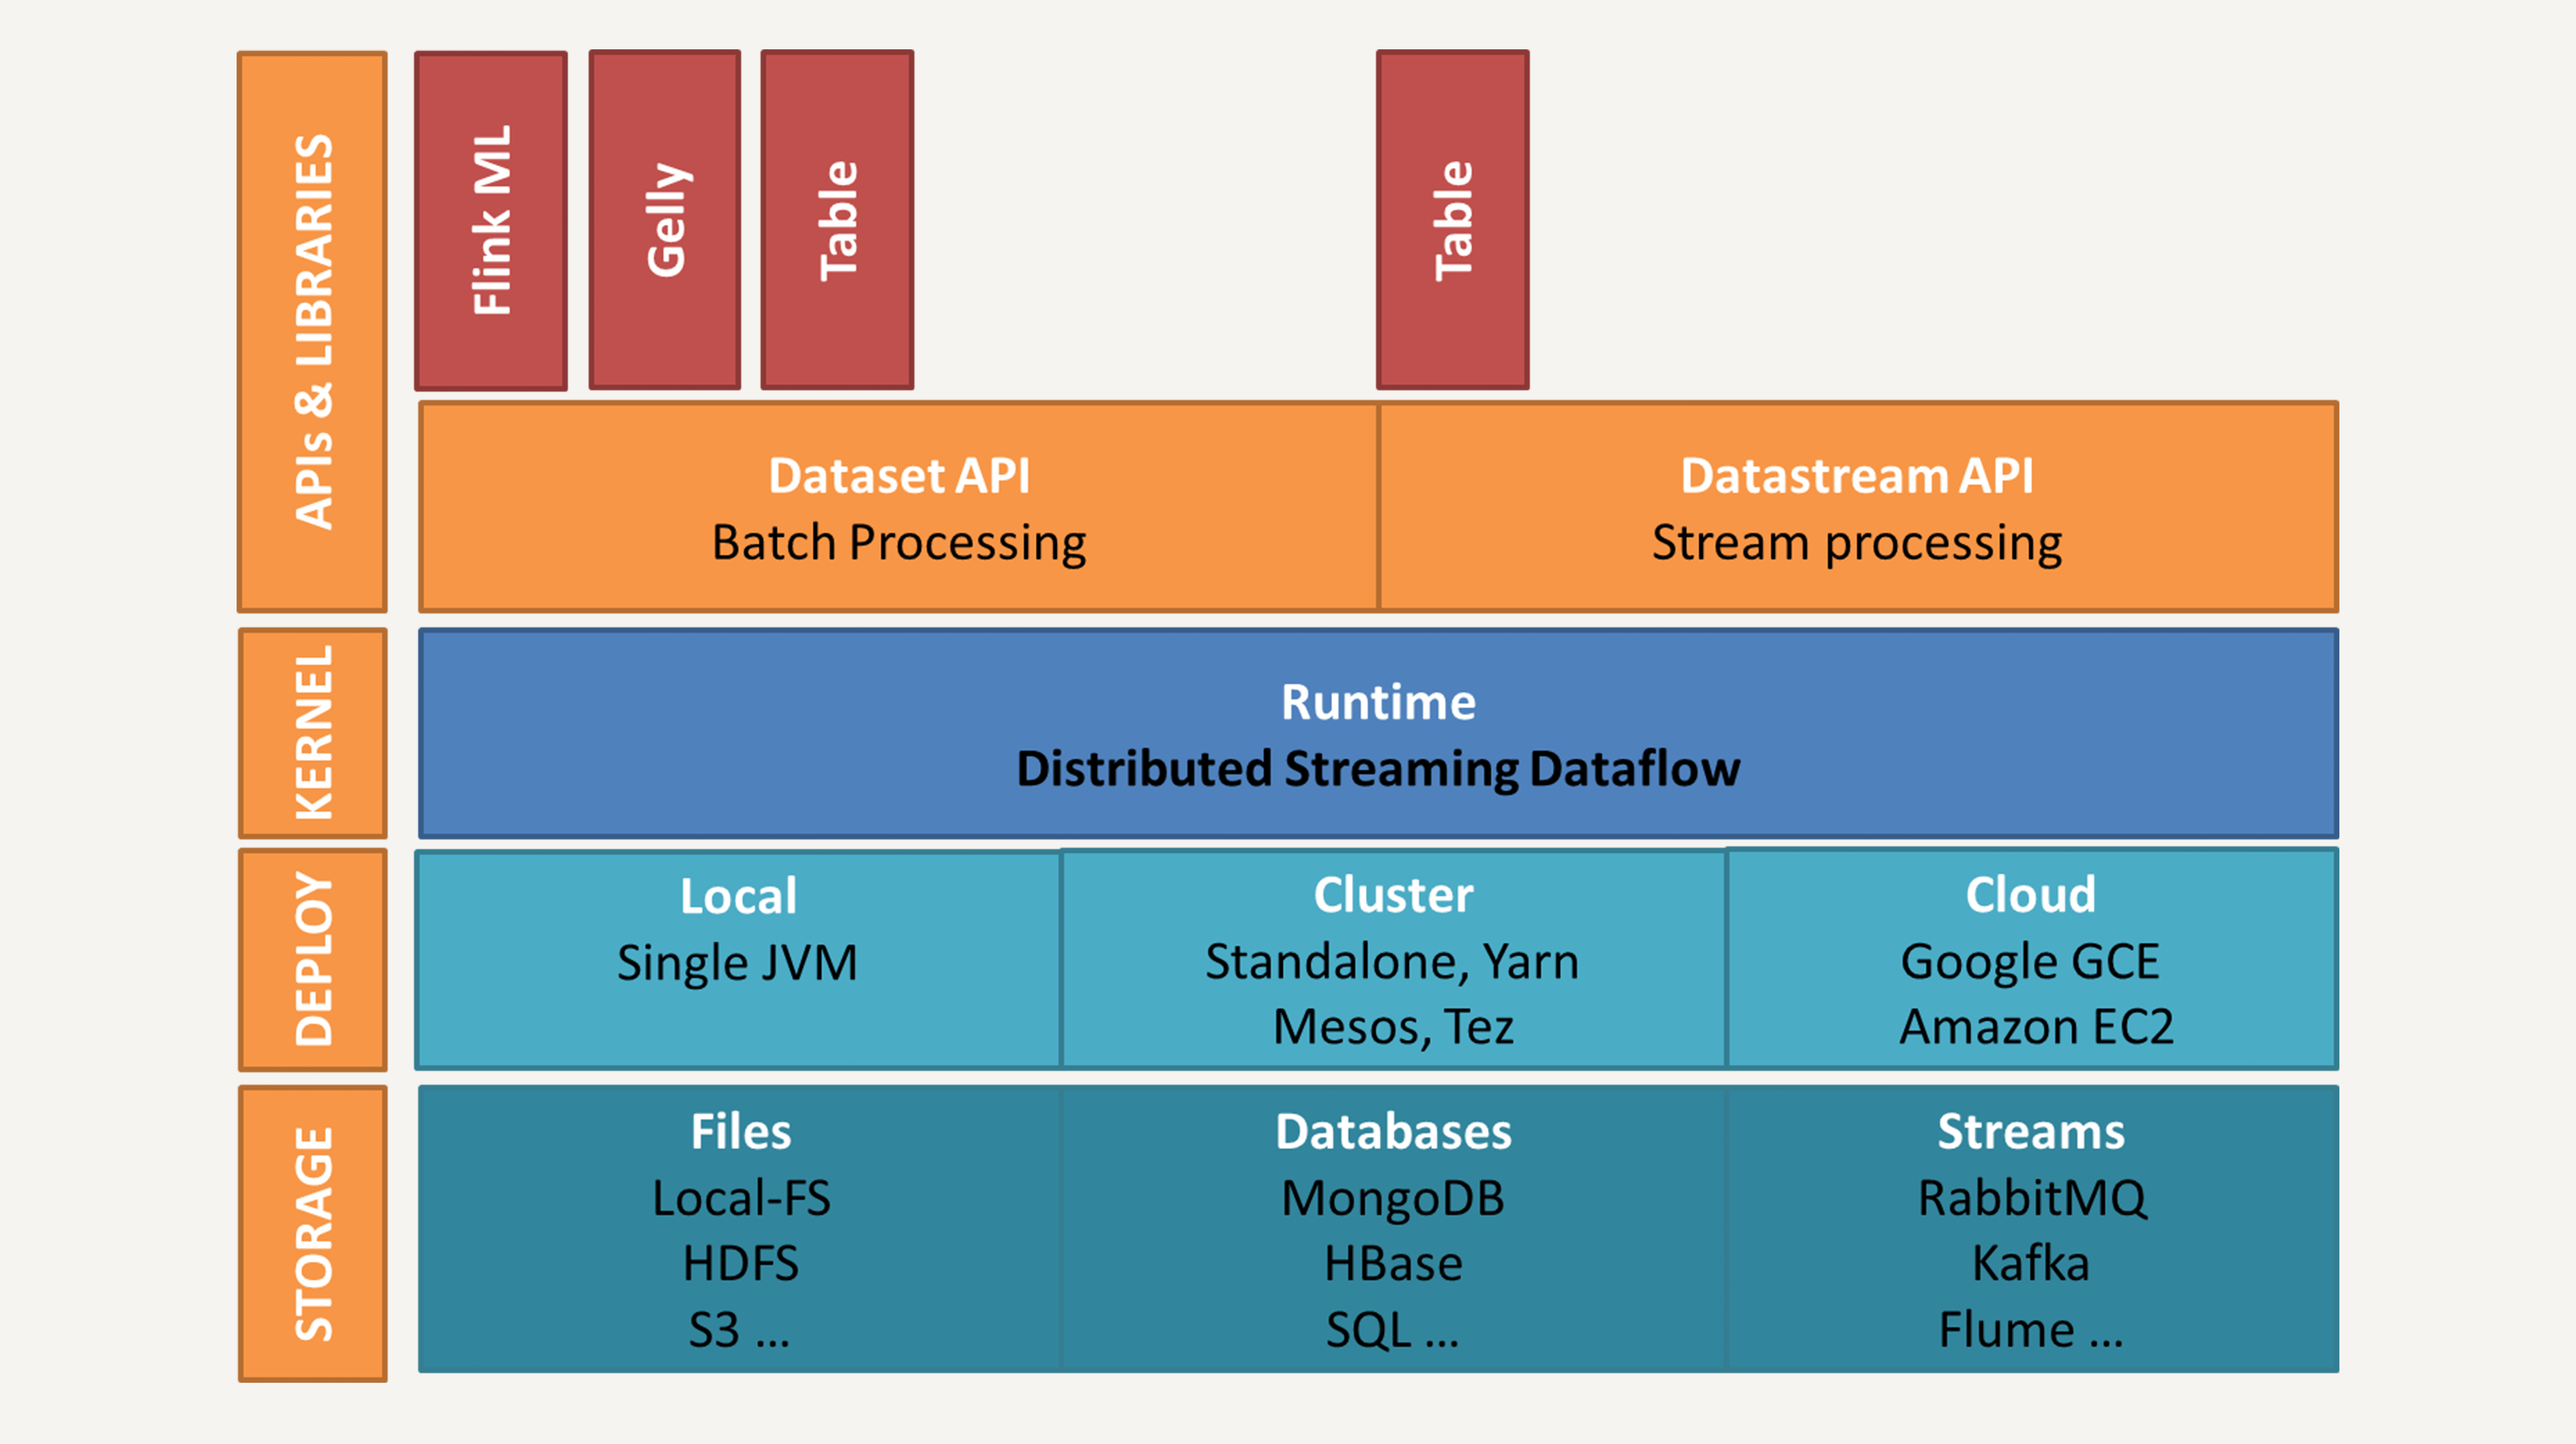 APIs & LIBRARIES
Flink ML
Gelly
Table
Table
Dataset API
Batch Processing
Datastream API
Stream processing
KERNEL
Runtime
Distributed Streaming Dataflow
DEPLOY
Local
Single JVM
Cluster
Standalone, Yarn
Mesos, Tez
Cloud
Google GCE
Amazon EC2
STORAGE
Files
Local-FS
HDFS
S3 ...
Databases
MongoDB
HBase
SQL ...
Streams
RabbitMQ
Kafka
Flume ...